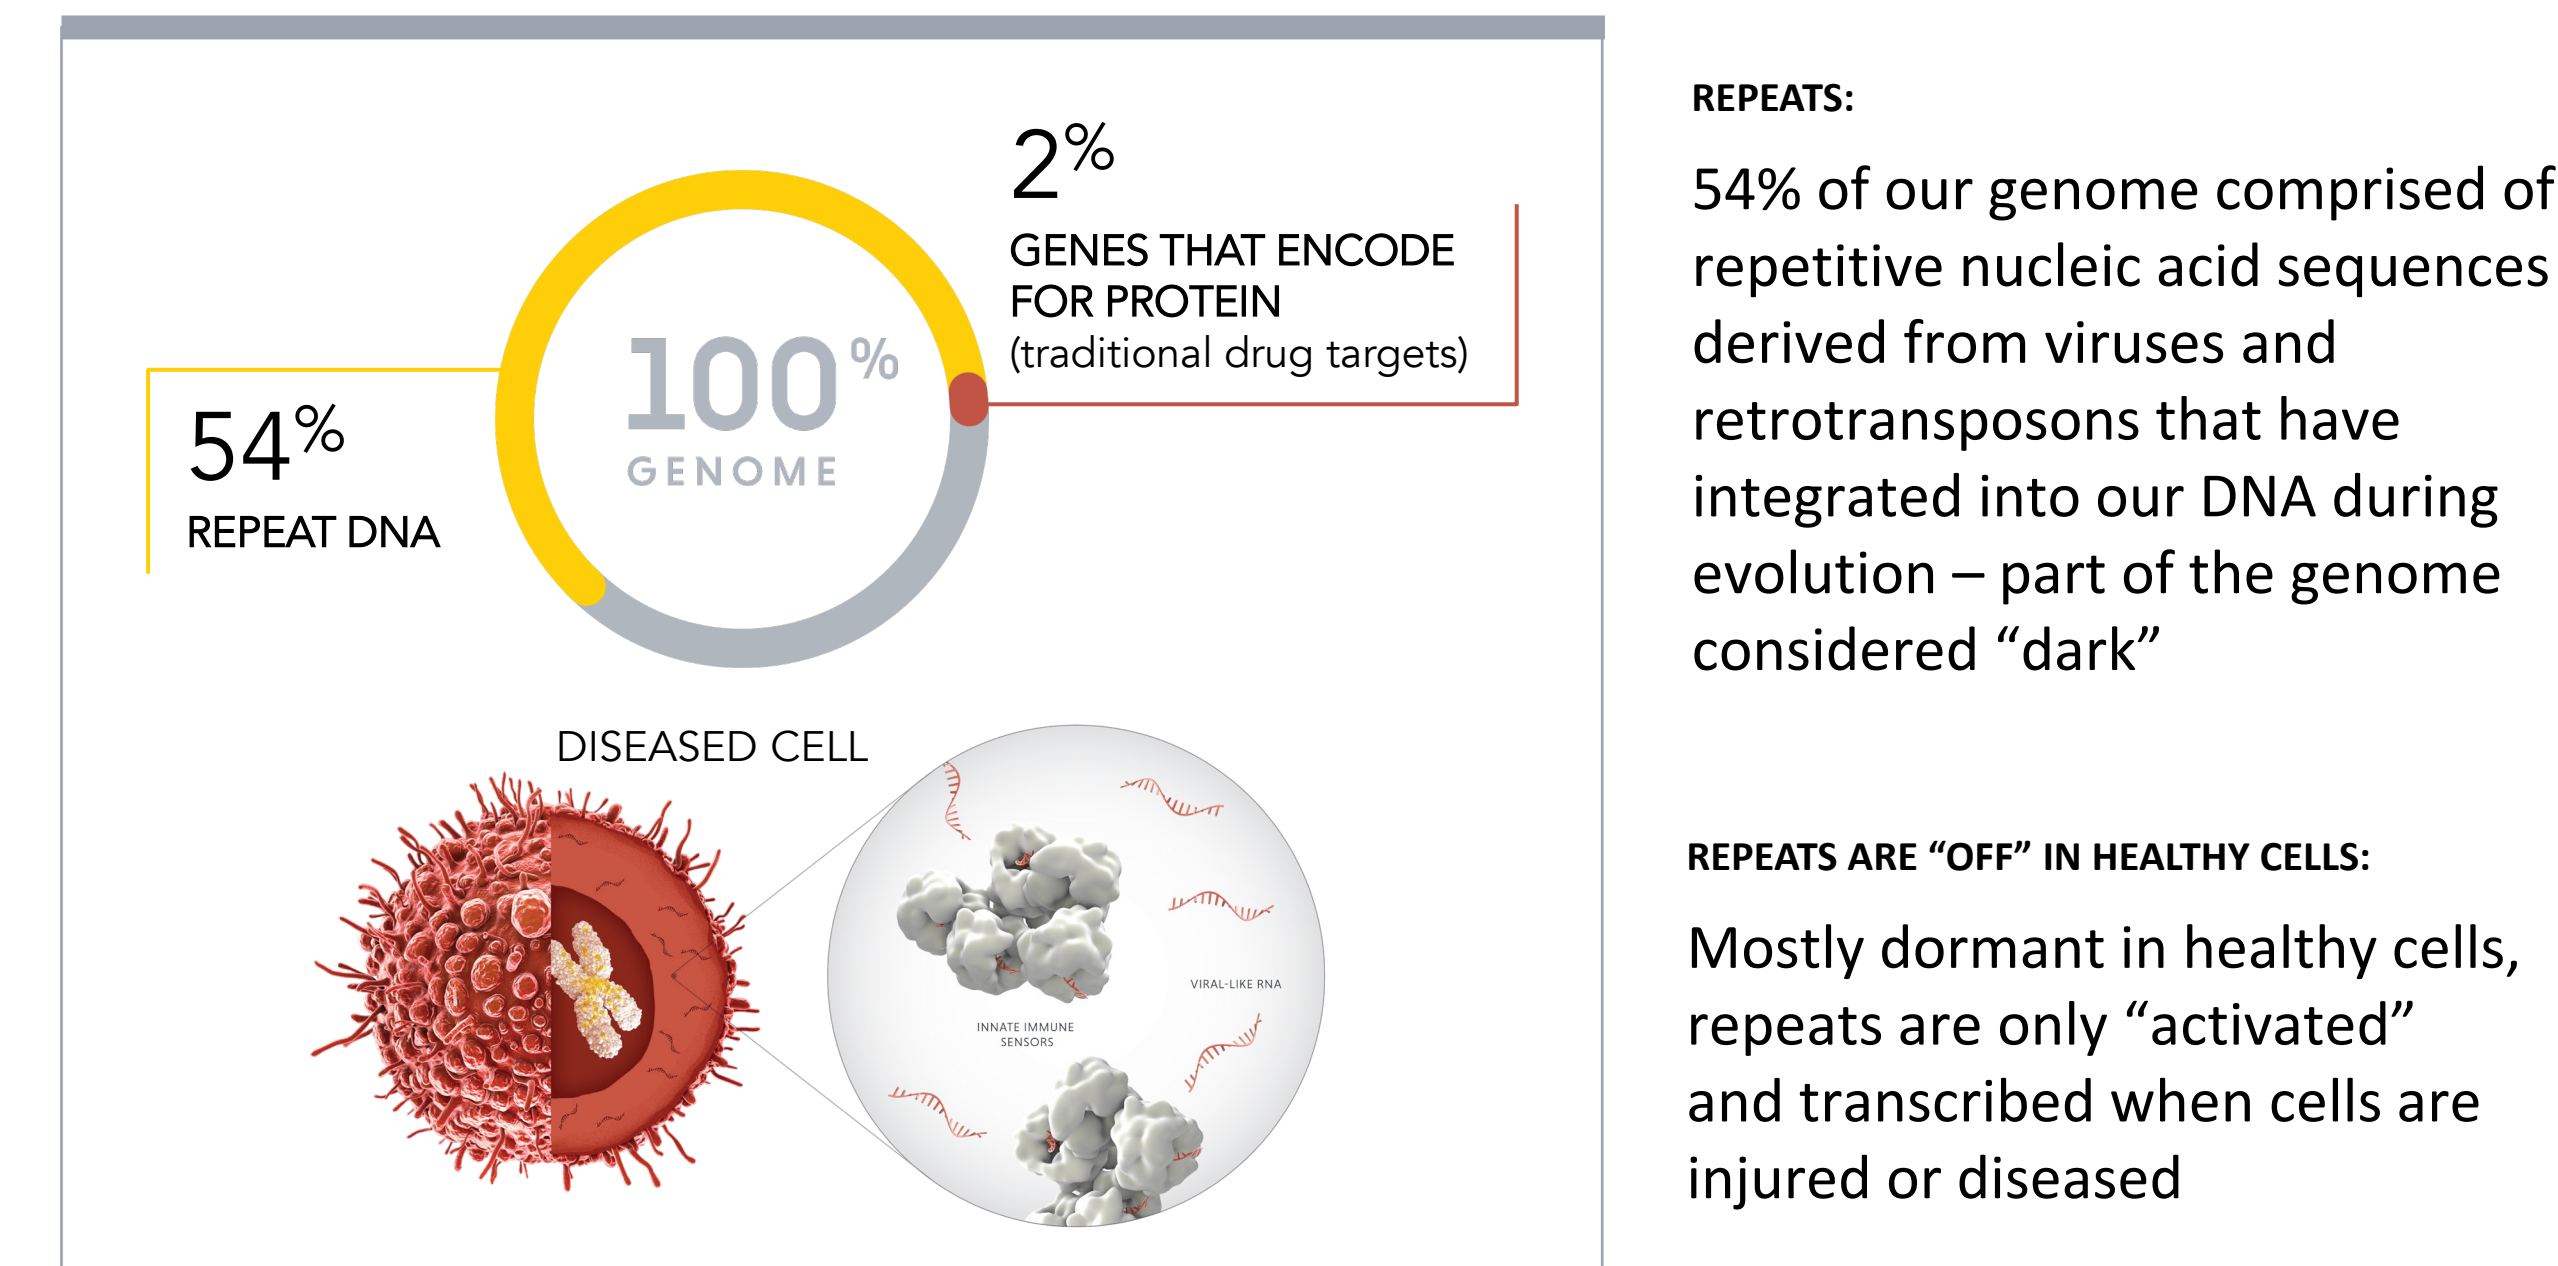 2%
GENES THAT ENCODE
FOR PROTEIN
(traditional drug targets)
100%
GENOME
54%
REPEAT DNA
DISEASED CELL
VIRAL-LIKE RNA
INNATE IMMUNE
SENSORS
REPEATS:
54% of our genome comprised of
repetitive nucleic acid sequences
derived from viruses and
retrotransposons that have
integrated into our DNA during
evolution – part of the genome
considered “dark”
REPEATS ARE “OFF” IN HEALTHY CELLS:
Mostly dormant in healthy cells,
repeats are only “activated”
and transcribed when cells are
injured or diseased